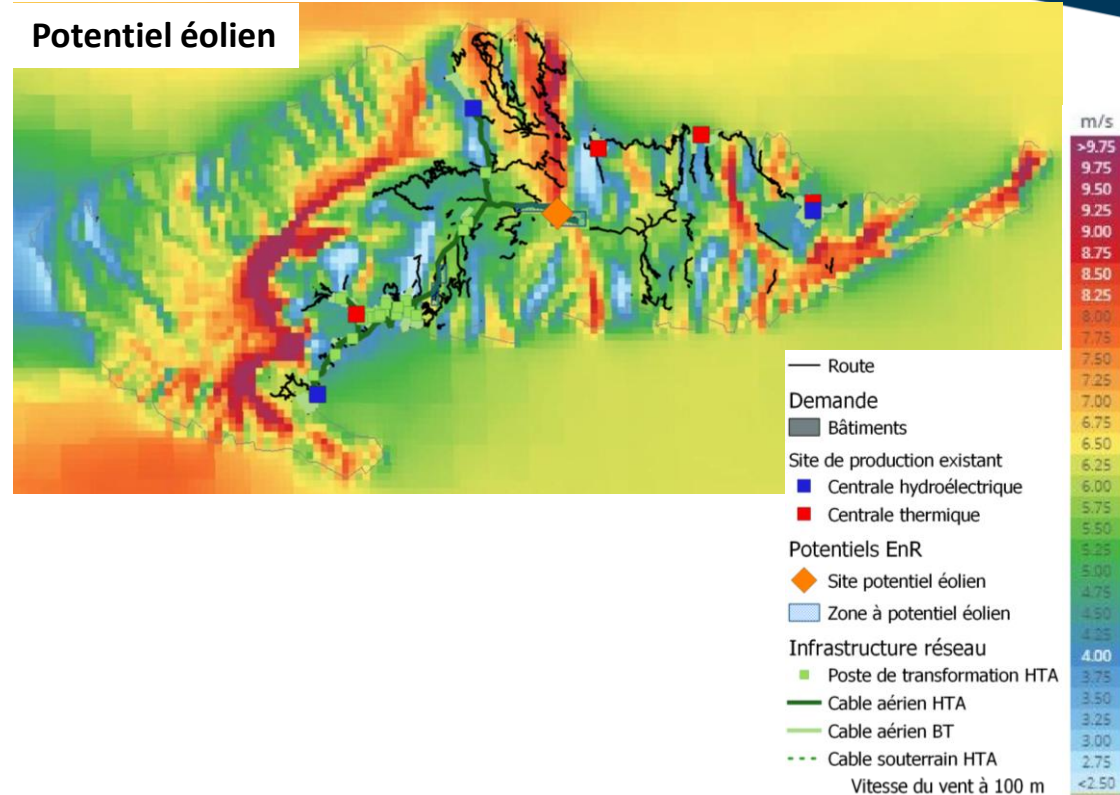 Potentiel éolien
m/s
>9.75
9.75
9.50
9.25
9.00
8.75
8.50
8.25
8.00
7.75
7.50
7.25
7.00
6.75
6.50
6.25
6.00
5.75
5.50
5.25
5.00
4.75
4.50
4.25
4.00
3.75
3.50
3.25
3.00
2.75
<2.50
Route
Demande
Bâtiments
Site de production existant
Centrale hydroélectrique
Centrale thermique
Potentiels EnR
Site potentiel éolien
Zone à potentiel éolien
Infrastructure réseau
Poste de transformation HTA
Cable aérien HTA
Cable aérien BT
Cable souterrain HTA
Vitesse du vent à 100 m